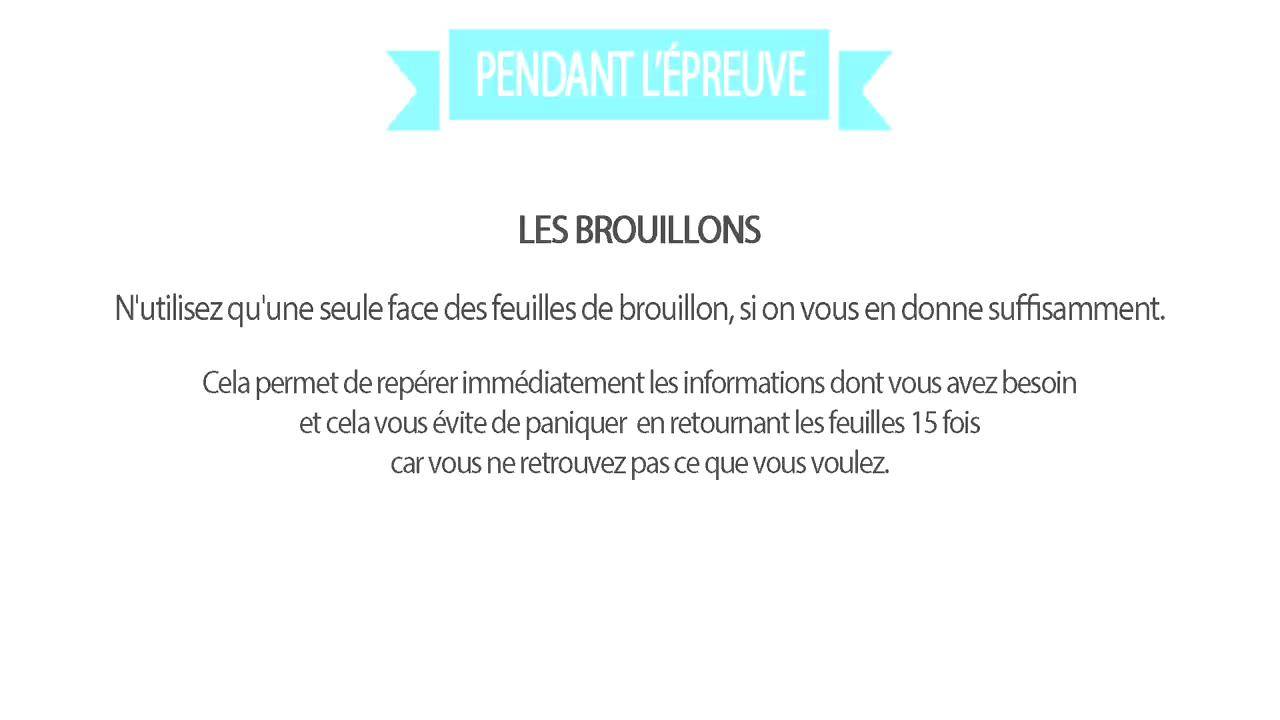 PENDANT L'ÉPREUVE
LES BROUILLONS
N'utilisez qu'une seule face des feuilles de brouillon, si on vous en donne suffisamment.
Cela permet de repérer immédiatement les informations dont vous avez besoin
et cela vous évite de paniquer en retournant les feuilles 15 fois
car vous ne retrouvez pas ce que vous voulez.